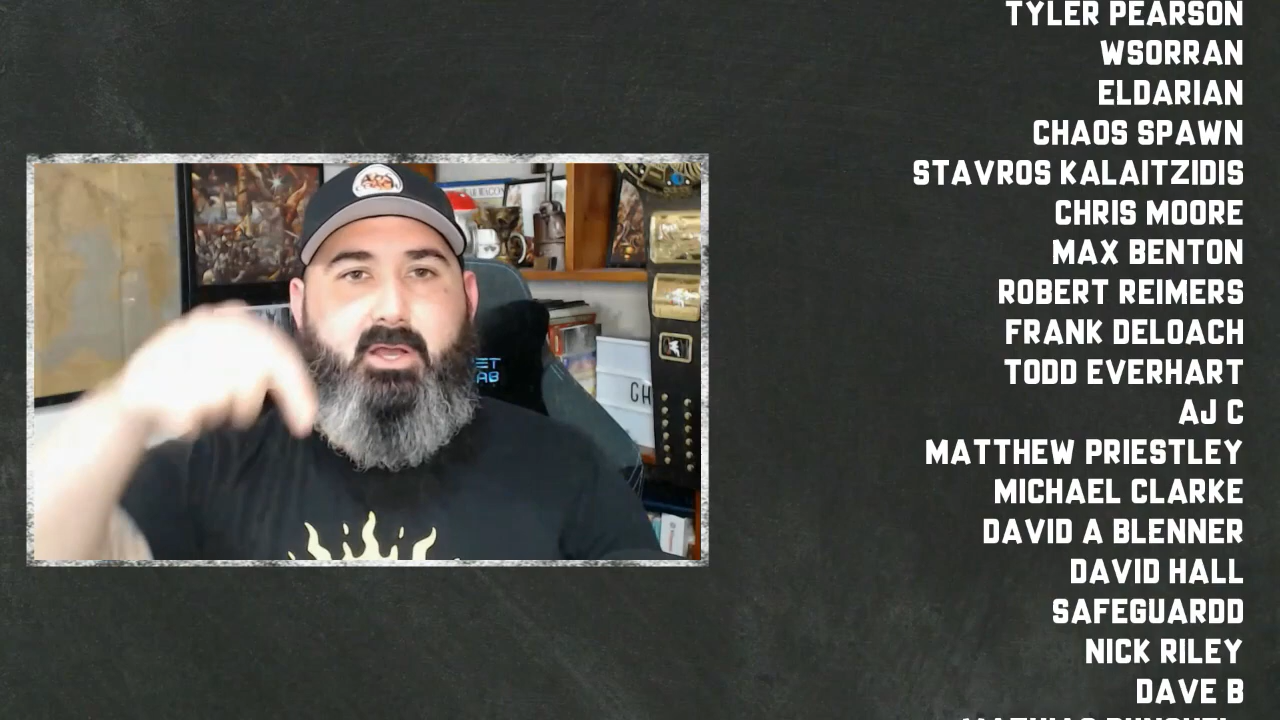 TYLER PEARSON
WSORRAN
ELDARIAN
CHAOS SPAWN
STAVROS KALAITZIDIS
CHRIS MOORE
MAX BENTON
ROBERT REIMERS
FRANK DELOACH
TODD EVERHART
AJ C
MATTHEW PRIESTLEY
MICHAEL CLARKE
DAVID A BLENNER
DAVID HALL
SAFEGUARDD
NICK RILEY
DAVE B
GH